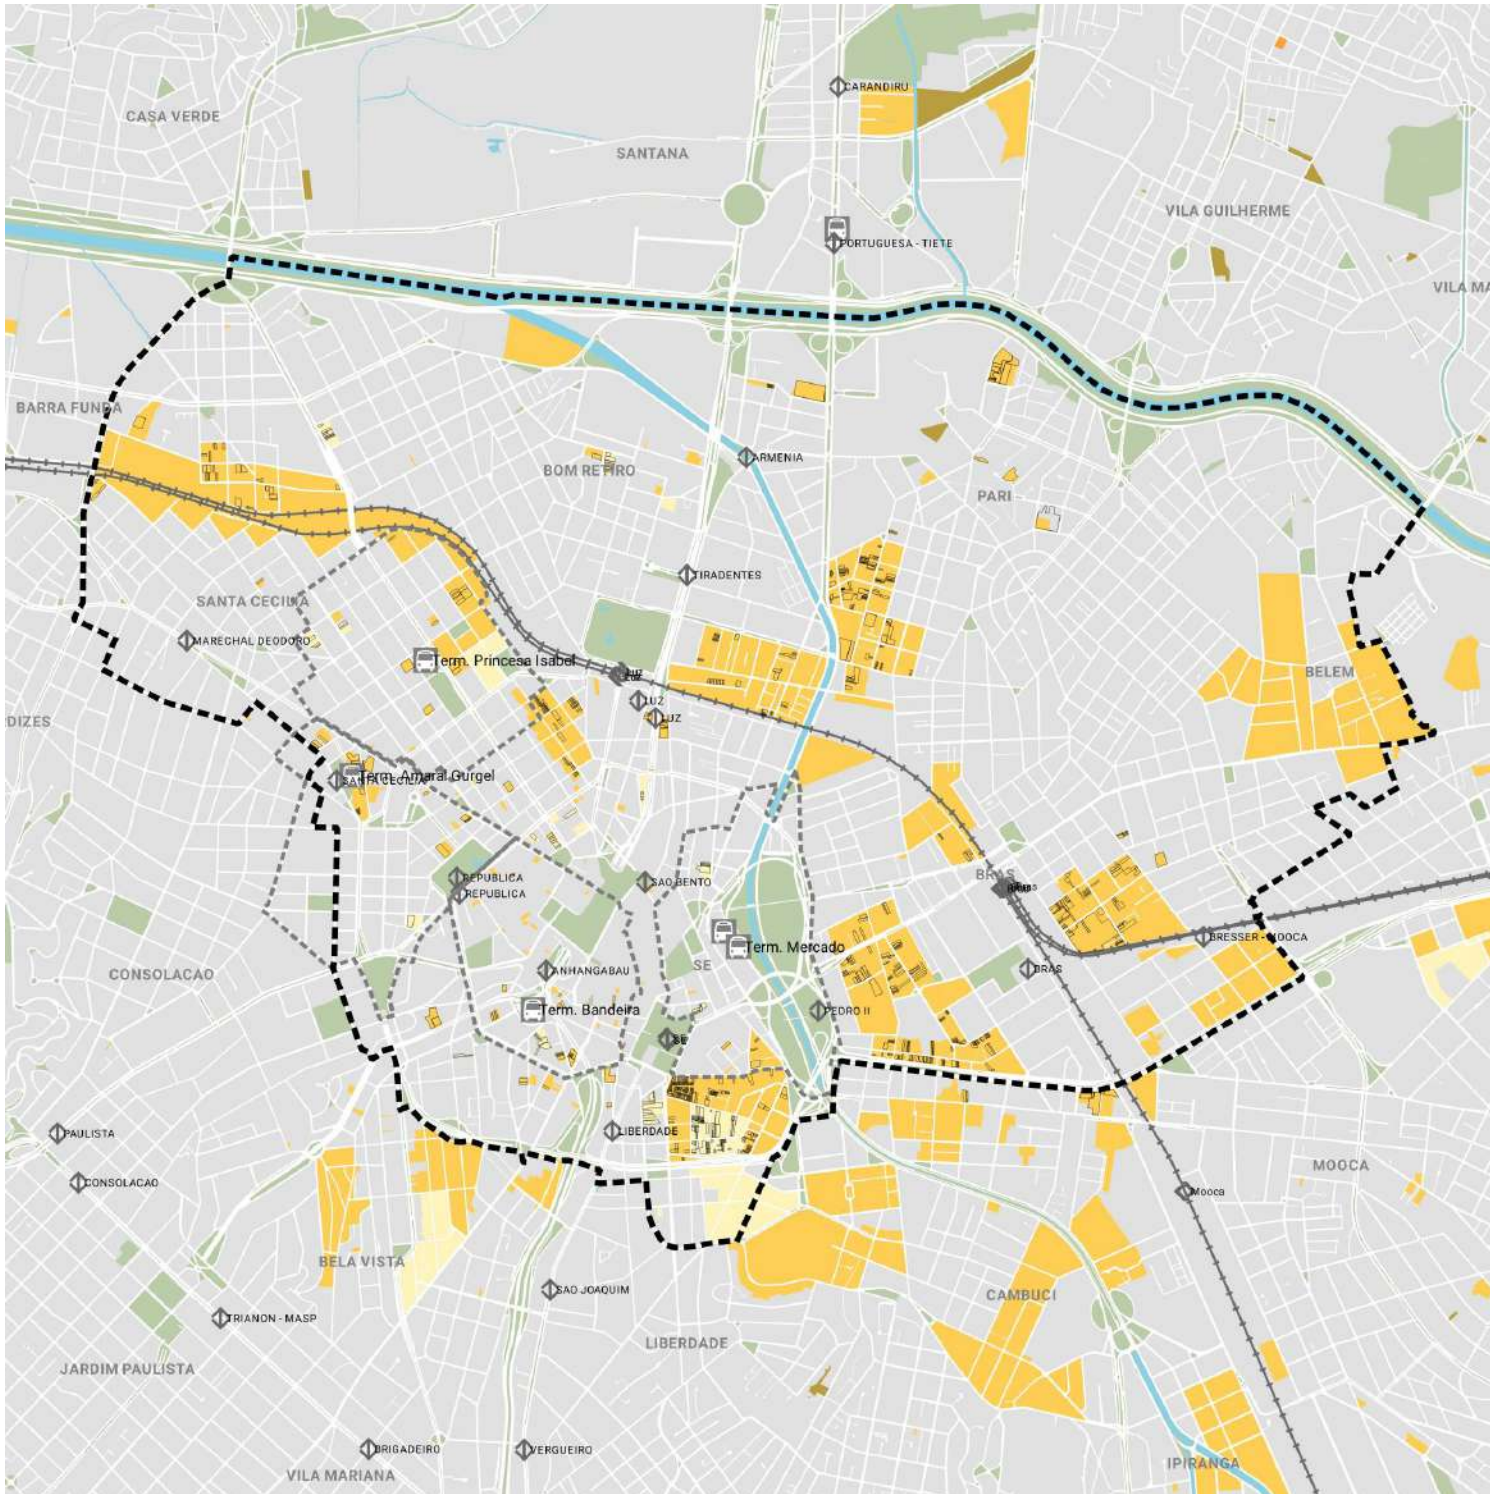 CARANDIRU
CASA VERDE
SANTANA
VILA GUILHERME
PORTUGUESA - TIETE
VILA MA
BARRA FUNDA
ARMENIA
BOM RETIRO
PARI
TIRADENTES
SANTA CECILIA
MARECHAL DEODORO
Term. Princesa Isabel
BELEM
LUZ
LUZ
DIZES
Term. Amaral Gurgel
SANTA CECILIA
REPUBLICA
SAO BENTO
BRAS
REPUBLICA
BRESSER - MOOCA
Term. Mercado
SE
ANHANGABAU
BRAS
CONSOLACAO
Term. Bandeira
PEDRO II
SE
LIBERDADE
PAULISTA
MOOCA
CONSOLACAO
Mooca
BELA VISTA
SAO JOAQUIM
CAMBUCI
TRIANON - MASP
LIBERDADE
JARDIM PAULISTA
BRIGADEIRO
VERGUEIRO
IPIRANGA
VILA MARIANA